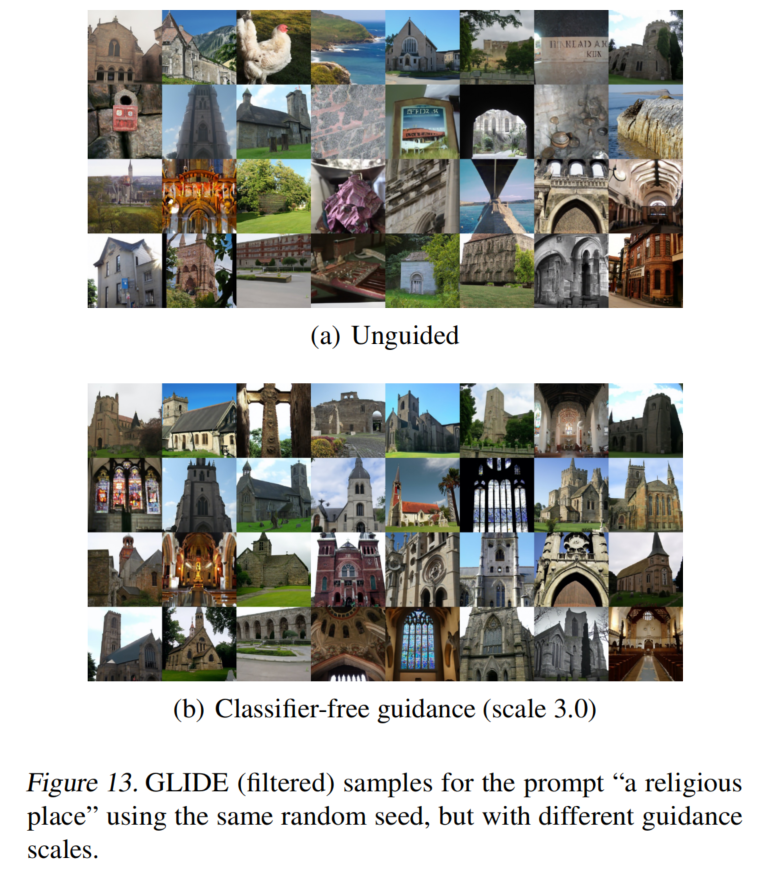 (a) Unguided
(b) Classifier-free guidance (scale 3.0)
Figure 13. GLIDE (filtered) samples for the prompt “a religious
place” using the same random seed, but with different guidance
scales.